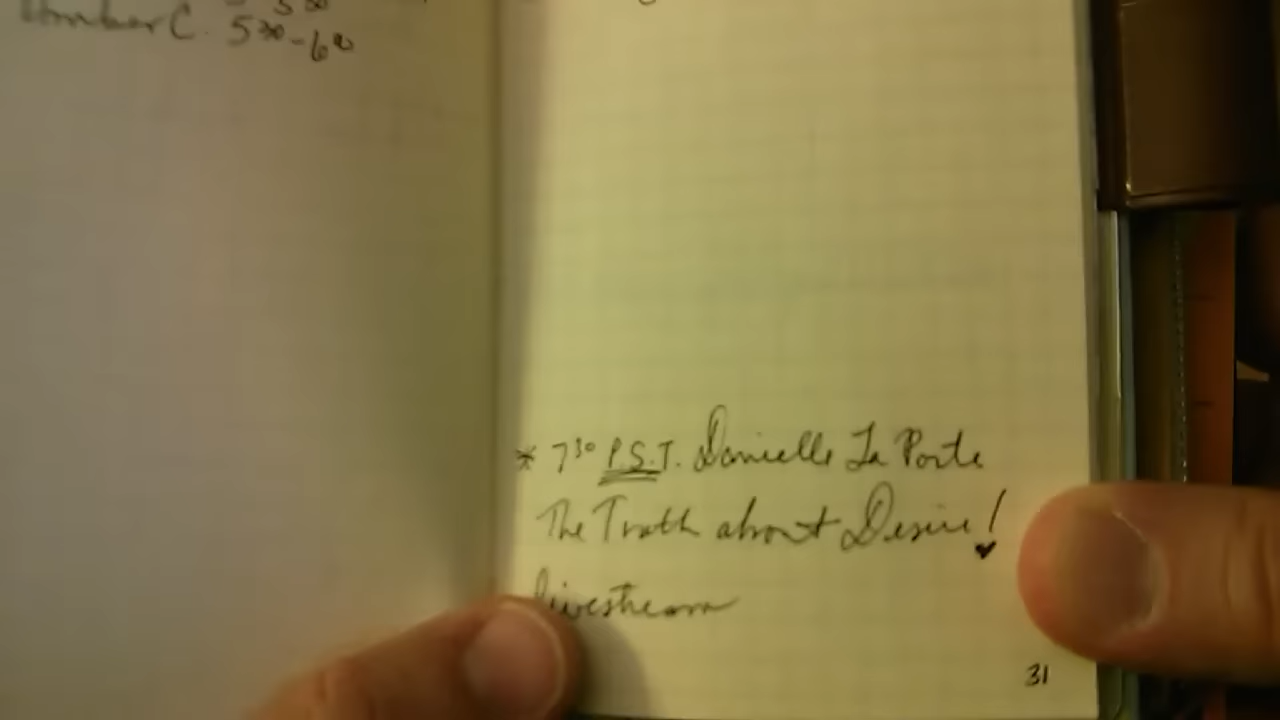 C. 5³⁰-6⁰⁰
* 7³⁰ P.S.T. Danielle La Porte
The Truth about Desire!
livestream
31